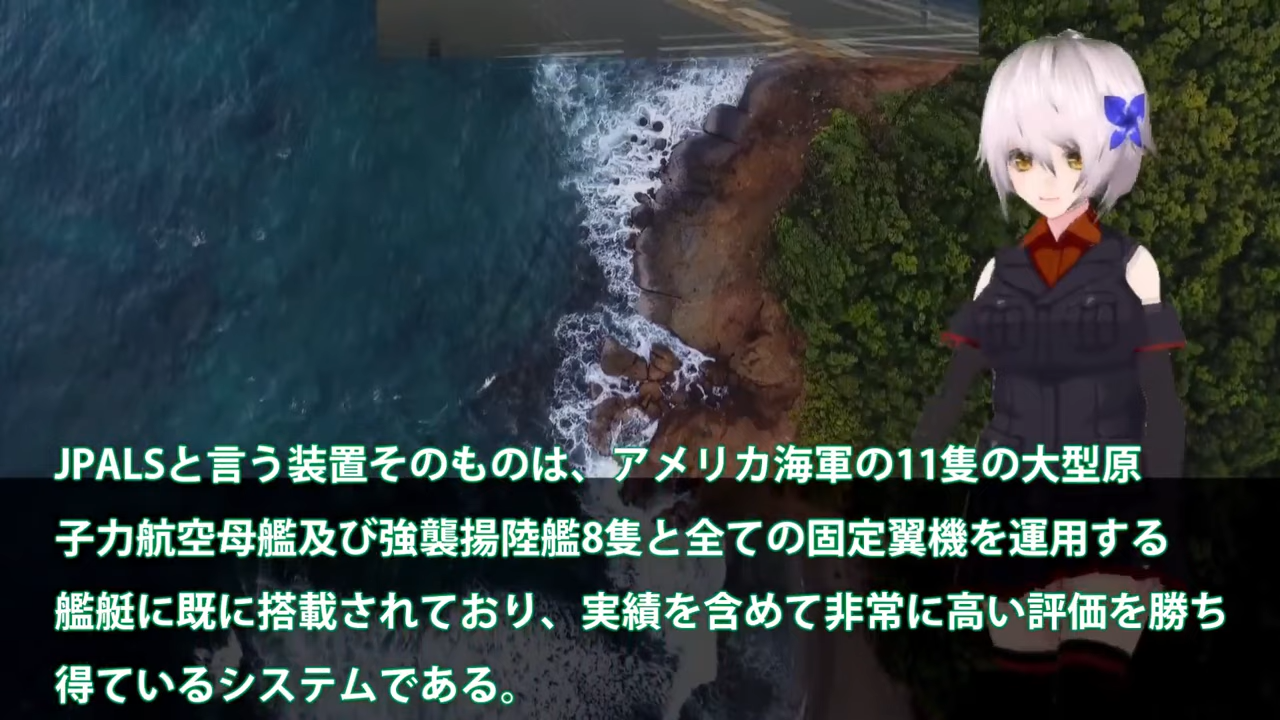 JPALSと言う装置そのものは、アメリカ海軍の11隻の大型原
子力航空母艦及び強襲揚陸艦8隻と全ての固定翼機を運用する
艦艇に既に搭載されており、実績を含めて非常に高い評価を勝ち
得ているシステムである。